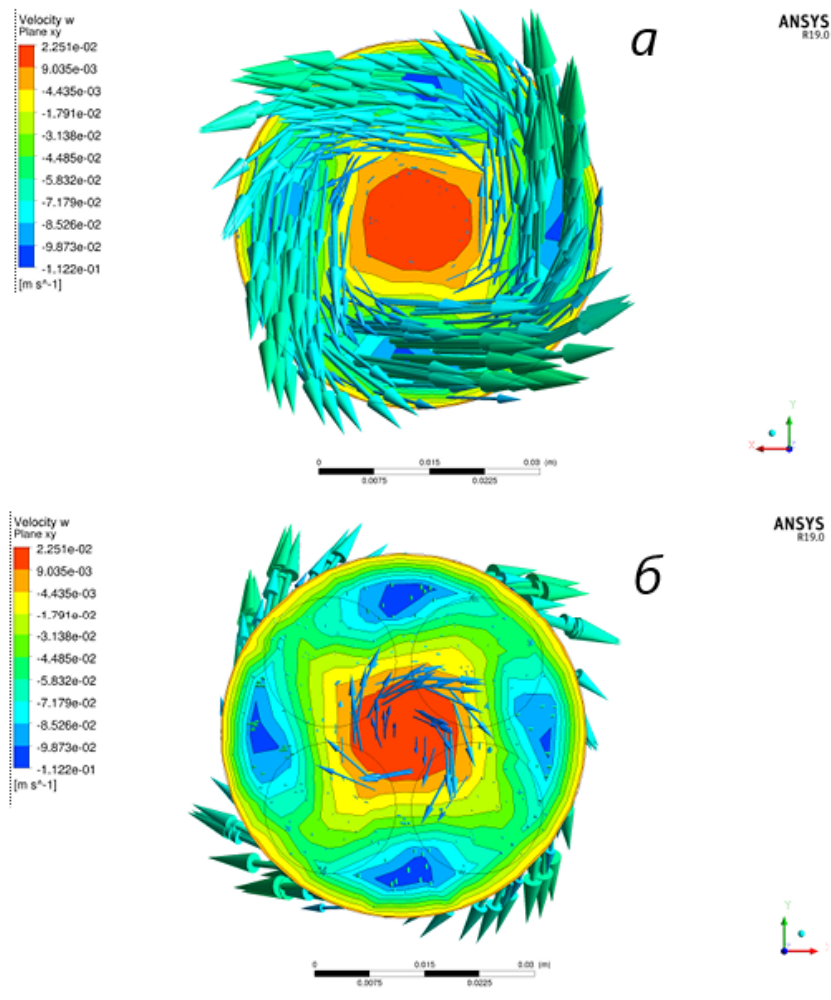 Velocity w
Plane xy
2.251e-02
9.035e-03
-4.435e-03
-1.791e-02
-3.138e-02
-4.485e-02
-5.832e-02
-7.179e-02
-8.526e-02
-9.873e-02
-1.122e-01
[m s^-1]
а
ANSYS
R19.0
Y
X
0 0.015 0.03 (m)
0.0075 0.0225
Velocity w
Plane xy
2.251e-02
9.035e-03
-4.435e-03
-1.791e-02
-3.138e-02
-4.485e-02
-5.832e-02
-7.179e-02
-8.526e-02
-9.873e-02
-1.122e-01
[m s^-1]
б
ANSYS
R19.0
Y
0 0.015 0.03 (m)
0.0075 0.0225